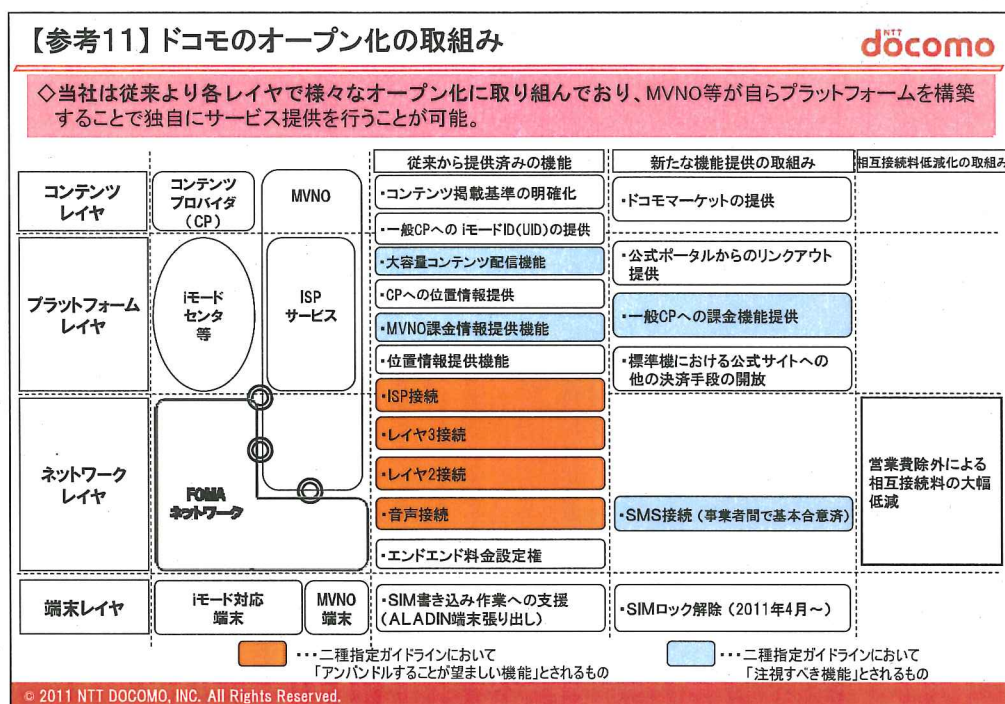 【参考11】ドコモのオープン化の取組み
NTT
docomo
◇当社は従来より各レイヤで様々なオープン化に取り組んでおり、MVNO等が自らプラットフォームを構築
することで独自にサービス提供を行うことが可能。
従来から提供済みの機能
新たな機能提供の取組み
相互接続料低減化の取組み
コンテンツ
レイヤ
コンテンツ
プロバイダ
(CP)
MVNO
・コンテンツ掲載基準の明確化
・一般CPへの iモードID(UID)の提供
・ドコモマーケットの提供
プラットフォーム
レイヤ
iモード
センタ
等
ISP
サービス
・大容量コンテンツ配信機能
・CPへの位置情報提供
・MVNO課金情報提供機能
・位置情報提供機能
・公式ポータルからのリンクアウト
提供
・一般CPへの課金機能提供
・標準機における公式サイトへの
他の決済手段の開放
ネットワーク
レイヤ
FOMA
ネットワーク
・ISP接続
・レイヤ3接続
・レイヤ2接続
・音声接続
・エンドエンド料金設定権
・SMS接続 (事業者間で基本合意済)
営業費除外による
相互接続料の大幅
低減
端末レイヤ
iモード対応
端末
MVNO
端末
・SIM書き込み作業への支援
(ALADIN端末張り出し)
・SIMロック解除 (2011年4月~)
・・・二種指定ガイドラインにおいて
「アンバンドルすることが望ましい機能」とされるもの
・・・二種指定ガイドラインにおいて
「注視すべき機能」とされるもの
© 2011 NTT DOCOMO, INC. All Rights Reserved.